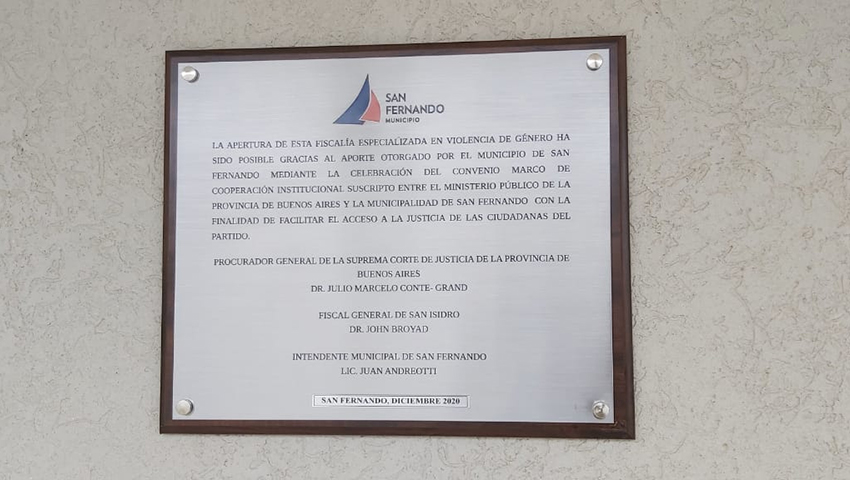 SAN
FERNANDO
MUNICIPIO
LA APERTURA DE ESTA FISCALÍA ESPECIALIZADA EN VIOLENCIA DE GÉNERO HA
SIDO POSIBLE GRACIAS AL APORTE OTORGADO POR EL MUNICIPIO DE SAN
FERNANDO MEDIANTE LA CELEBRACIÓN DEL CONVENIO MARCO DE
COOPERACIÓN INSTITUCIONAL SUSCRIPTO ENTRE EL MINISTERIO PÚBLICO DE LA
PROVINCIA DE BUENOS AIRES Y LA MUNICIPALIDAD DE SAN FERNANDO CON LA
FINALIDAD DE FACILITAR EL ACCESO A LA JUSTICIA DE LAS CIUDADANAS DEL
PARTIDO.
PROCURADOR GENERAL DE LA SUPREMA CORTE DE JUSTICIA DE LA PROVINCIA DE
BUENOS AIRES
DR. JULIO MARCELO CONTE- GRAND
FISCAL GENERAL DE SAN ISIDRO
DR. JOHN BROYAD
INTENDENTE MUNICIPAL DE SAN FERNANDO
LIC. JUAN ANDREOTTI
SAN FERNANDO, DICIEMBRE 2020